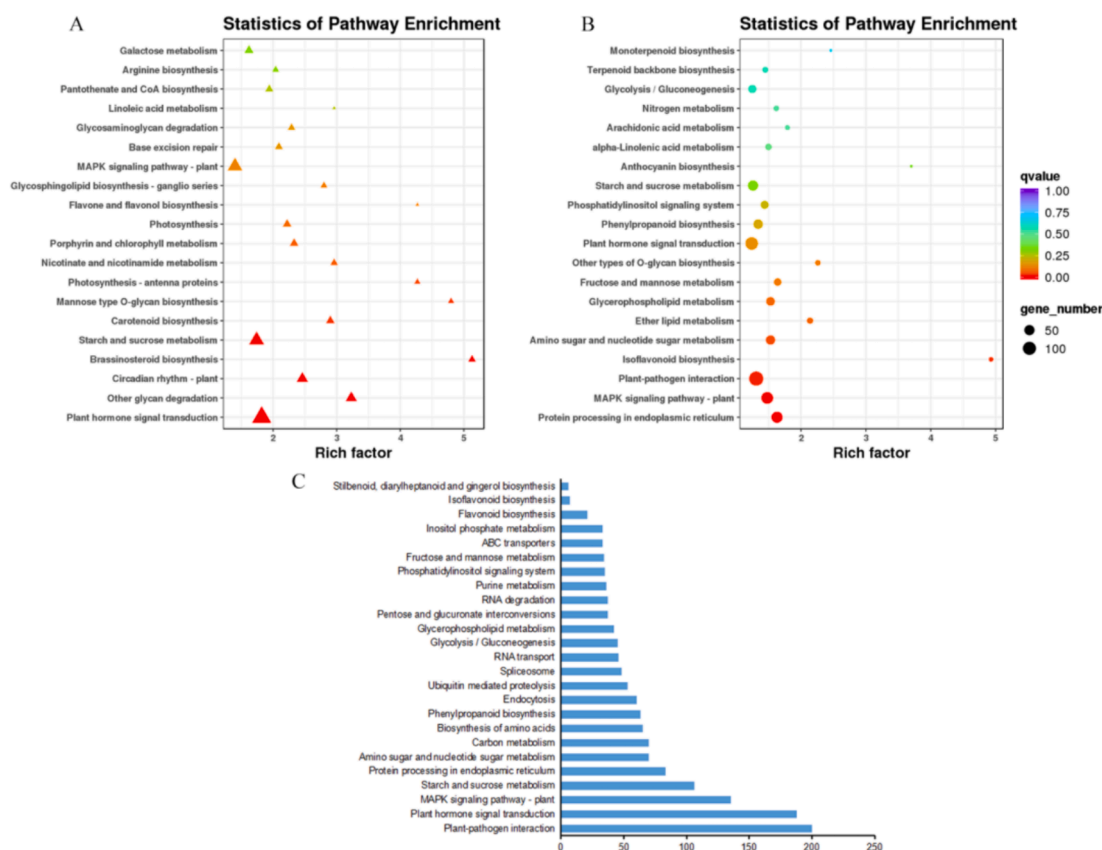 A
Statistics of Pathway Enrichment
Galactose metabolism
Arginine biosynthesis
Pantothenate and CoA biosynthesis
Linoleic acid metabolism
Glycosaminoglycan degradation
Base excision repair
MAPK signaling pathway - plant
Glycosphingolipid biosynthesis - ganglio series
Flavone and flavonol biosynthesis
Photosynthesis
Porphyrin and chlorophyll metabolism
Nicotinate and nicotinamide metabolism
Photosynthesis - antenna proteins
Mannose type O-glycan biosynthesis
Carotenoid biosynthesis
Starch and sucrose metabolism
Brassinosteroid biosynthesis
Circadian rhythm - plant
Other glycan degradation
Plant hormone signal transduction
2 3 4 5
Rich factor
B
Statistics of Pathway Enrichment
Monoterpenoid biosynthesis
Terpenoid backbone biosynthesis
Glycolysis / Gluconeogenesis
Nitrogen metabolism
Arachidonic acid metabolism
alpha-Linolenic acid metabolism
Anthocyanin biosynthesis
Starch and sucrose metabolism
Phosphatidylinositol signaling system
Phenylpropanoid biosynthesis
Plant hormone signal transduction
Other types of O-glycan biosynthesis
Fructose and mannose metabolism
Glycerophospholipid metabolism
Ether lipid metabolism
Amino sugar and nucleotide sugar metabolism
Isoflavonoid biosynthesis
Plant-pathogen interaction
MAPK signaling pathway - plant
Protein processing in endoplasmic reticulum
2 3 4 5
Rich factor
qvalue
1.00
0.75
0.50
0.25
0.00
gene_number
50
100
C
Stilbenoid, diarylheptanoid and gingerol biosynthesis
Isoflavonoid biosynthesis
Flavonoid biosynthesis
Inositol phosphate metabolism
ABC transporters
Fructose and mannose metabolism
Phosphatidylinositol signaling system
Purine metabolism
RNA degradation
Pentose and glucuronate interconversions
Glycerophospholipid metabolism
Glycolysis / Gluconeogenesis
RNA transport
Spliceosome
Ubiquitin mediated proteolysis
Endocytosis
Phenylpropanoid biosynthesis
Biosynthesis of amino acids
Carbon metabolism
Amino sugar and nucleotide sugar metabolism
Protein processing in endoplasmic reticulum
Starch and sucrose metabolism
MAPK signaling pathway - plant
Plant hormone signal transduction
Plant-pathogen interaction
0 50 100 150 200 250